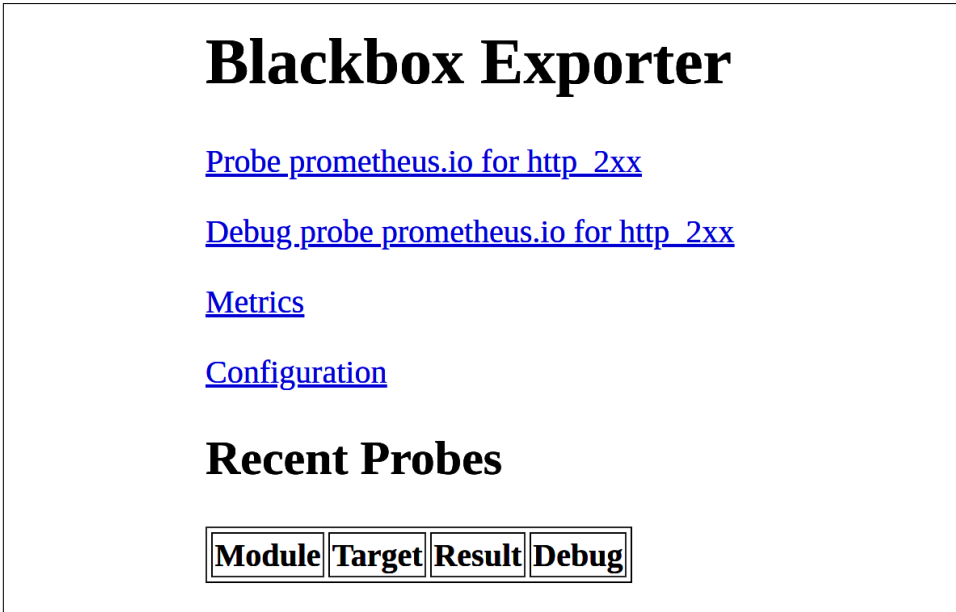 Blackbox Exporter
Probe prometheus.io for http_2xx
Debug probe prometheus.io for http_2xx
Metrics
Configuration
Recent Probes
Module Target Result Debug